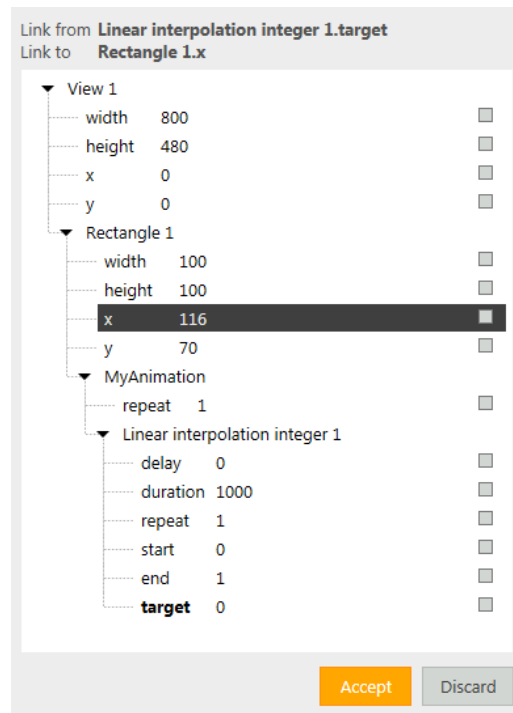 Link from Linear interpolation integer 1.target
Link to Rectangle 1.x
View 1
width 800
height 480
x 0
y 0
Rectangle 1
width 100
height 100
x 116
y 70
MyAnimation
repeat 1
Linear interpolation integer 1
delay 0
duration 1000
repeat 1
start 0
end 1
target 0
Accept Discard